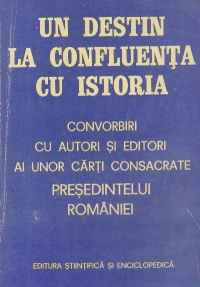 UN DESTIN
LA CONFLUENȚA
CU ISTORIA
CONVORBIRI
CU AUTORI ȘI EDITORI
AI UNOR CĂRȚI CONSACRATE
PREȘEDINTELUI
ROMÂNIEI
EDITURA ȘTIINȚIFICĂ ȘI ENCICLOPEDICĂ